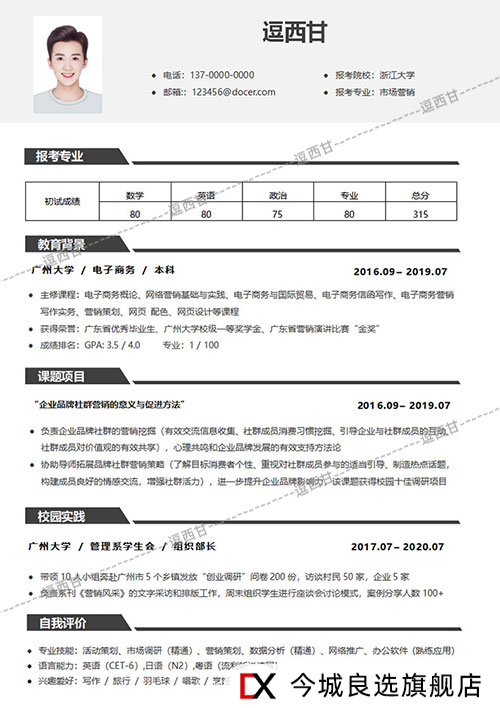 逗西甘
电话：137-0000-0000
报考院校：浙江大学
邮箱:：123456@docer.com
报考专业：市场营销
报考专业
初试成绩 数学 英语 政治 专业 总分
80 80 75 80 315
教育背景
广州大学 / 电子商务 / 本科 2016.09– 2019.07
主修课程：电子商务概论、网络营销基础与实践、电子商务与国际贸易、电子商务信函写作、电子商务营销
写作实务、营销策划、网页 配色、网页设计等课程
获得荣誉：广东省优秀毕业生、广州大学校级一等奖学金、广东省营销演讲比赛“金奖”
成绩排名：GPA: 3.5 / 4.0 专业：1 / 100
课题项目
“企业品牌社群营销的意义与促进方法” 2016.09– 2019.07
负责企业品牌社群的营销挖掘（有效交流信息收集、社群成员消费习惯挖掘、引导企业与社群成员的互动、
社群成员对价值观的有效共享），心理共鸣和企业品牌发展的有效支持方法论
协助导师拓展品牌社群营销策略（了解目标消费者个性、重视对社群成员参与的适当引导、制造热点话题，
构建成员良好的情感交流，增强社群活力），进一步提升企业品牌影响力，该课题获得校园十佳调研项目
校园实践
广州大学 / 管理系学生会 / 组织部长 2017.07– 2020.07
带领 10 人小组奔赴广州市 5 个乡镇发放“创业调研”问卷 200 份，访谈村民 50 家，企业 5 家
负责系刊《营销风采》的文字采访和排版工作，周末组织学生进行座谈会讨论模式，案例分享人数 100+
自我评价
专业技能：活动策划、市场调研（精通）、营销策划、数据分析（精通）、网络推广、办公软件（熟练应用）
语言能力：英语（CET-6）,日语（N2）,粤语
兴趣爱好：写作 / 旅行 / 羽毛球 / 唱歌 / 烹饪
逗西甘
逗西甘
逗西甘
逗西甘
逗西甘
逗西甘
DX 今城良选旗舰店